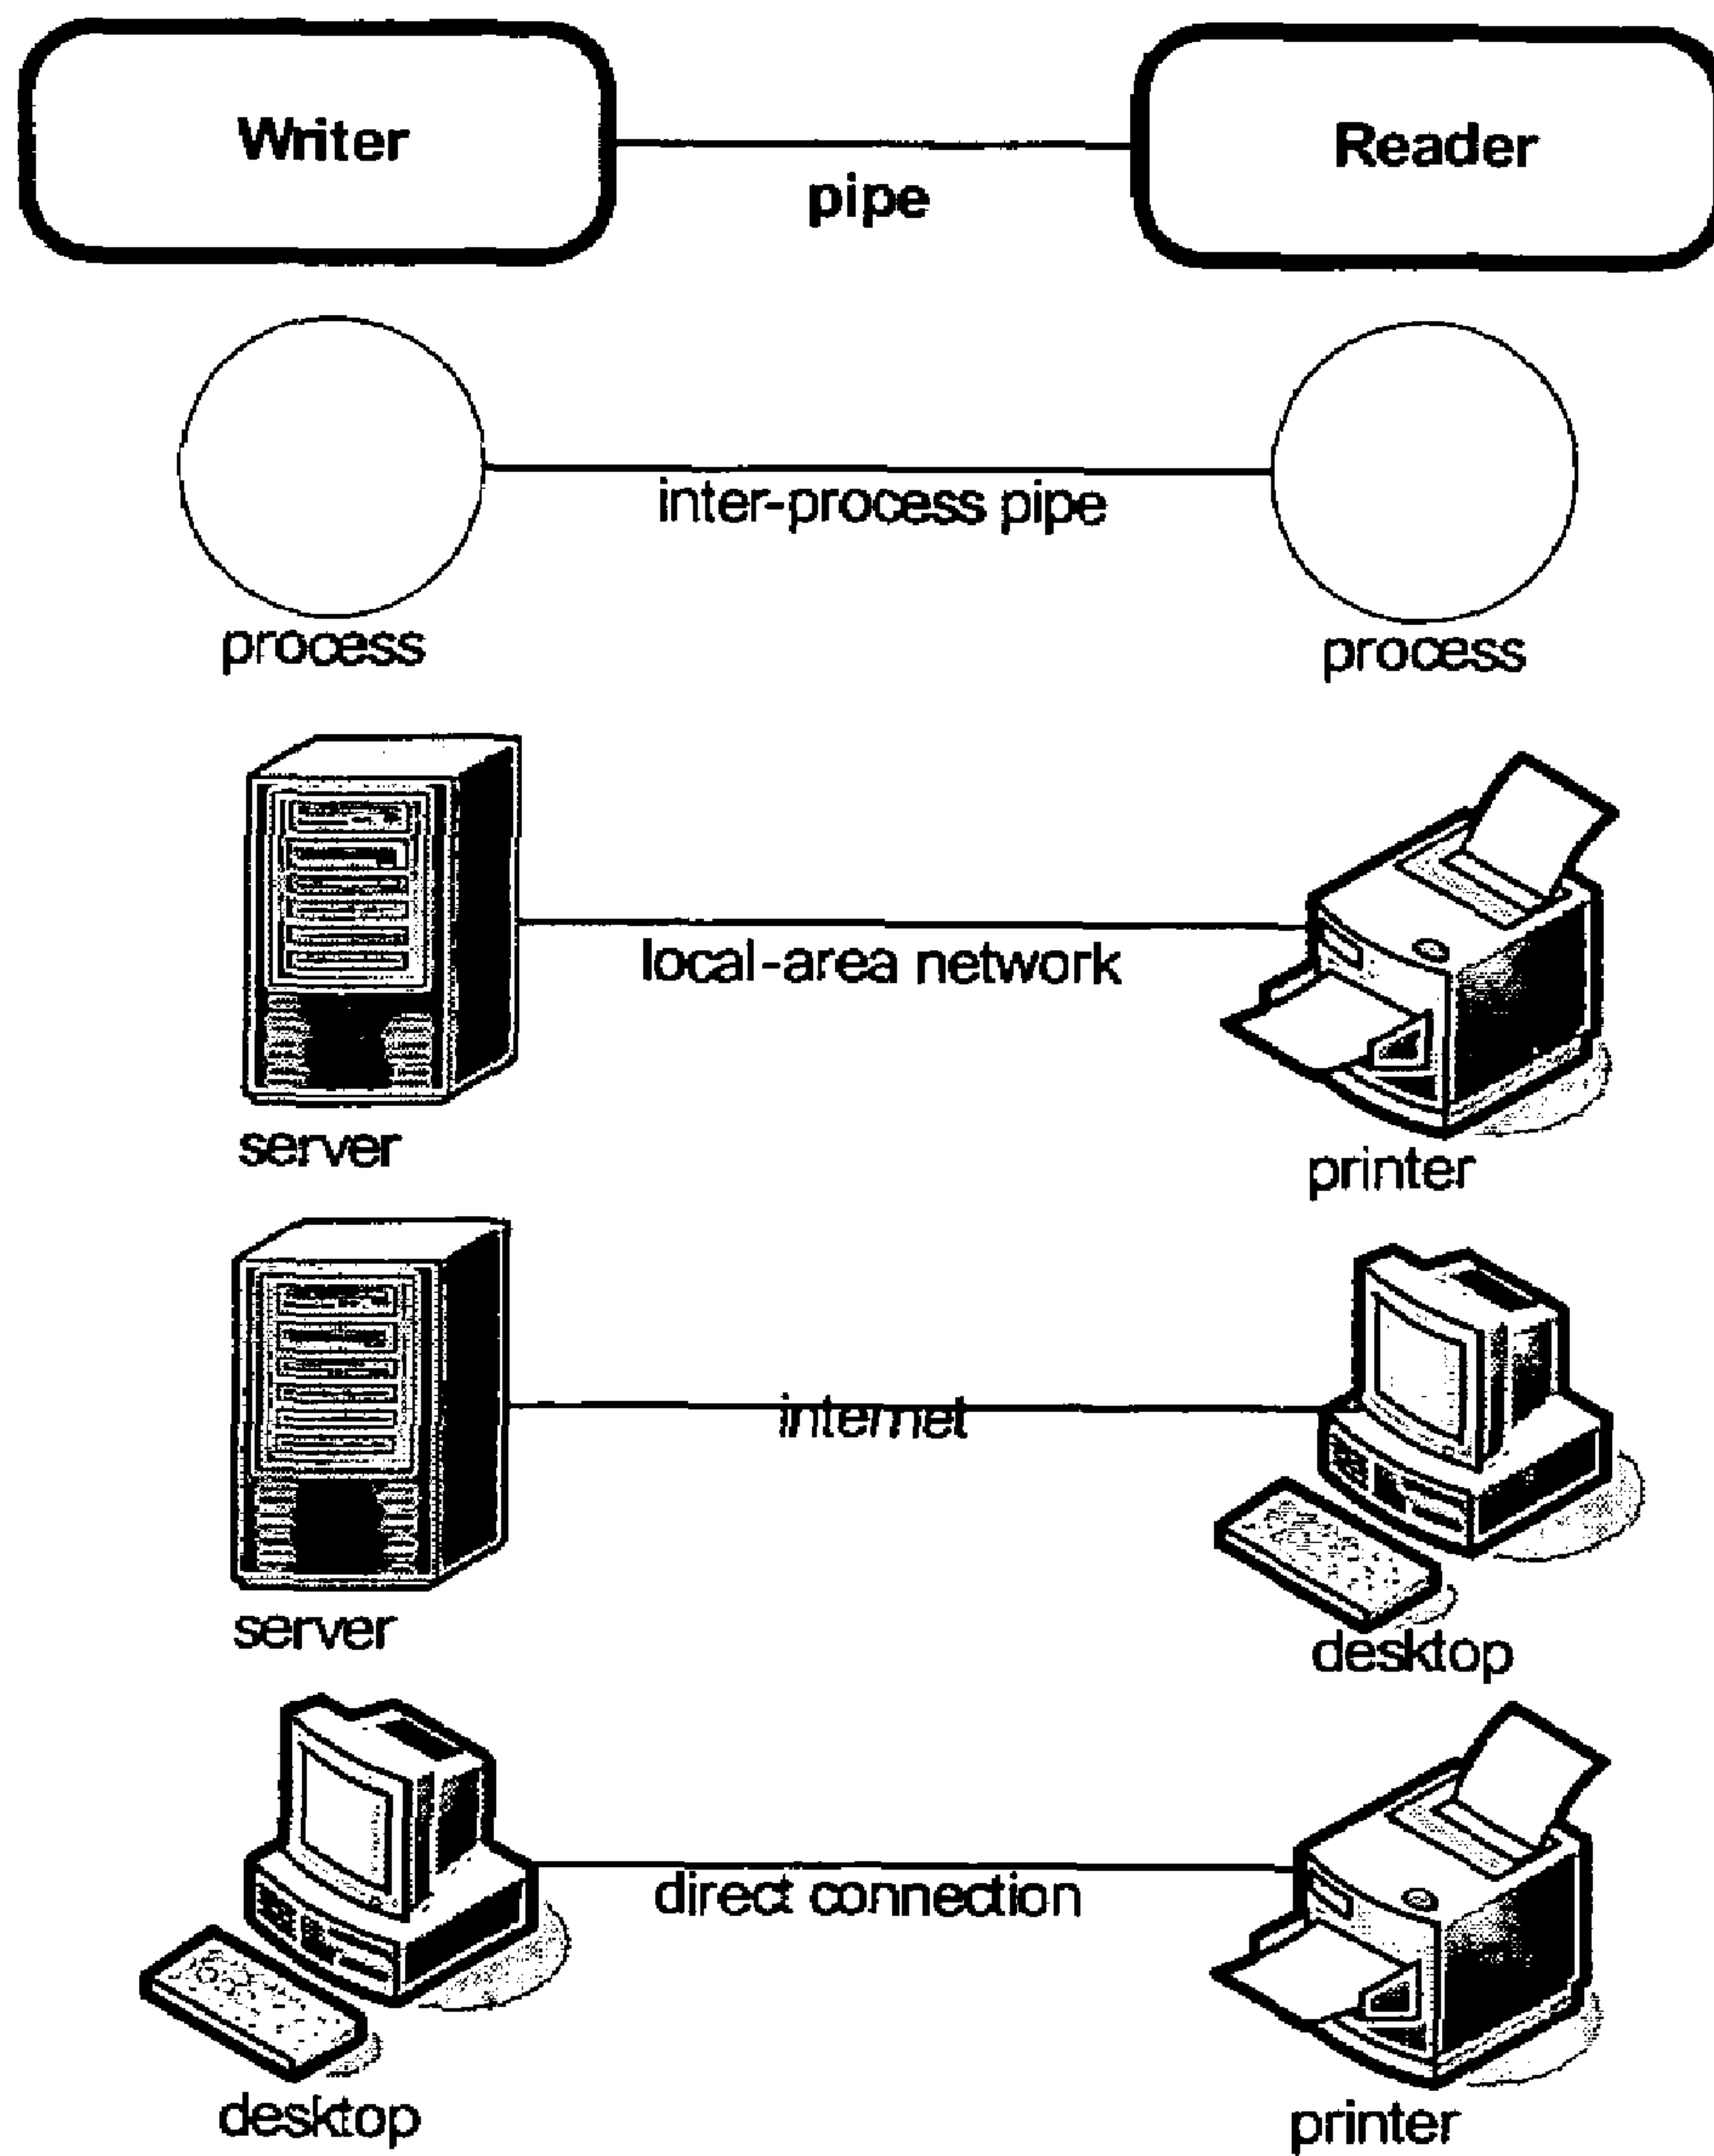 Writer
Reader
pipe
inter-process pipe
process
process
local-area network
server
printer
internet
server
desktop
direct connection
desktop
printer